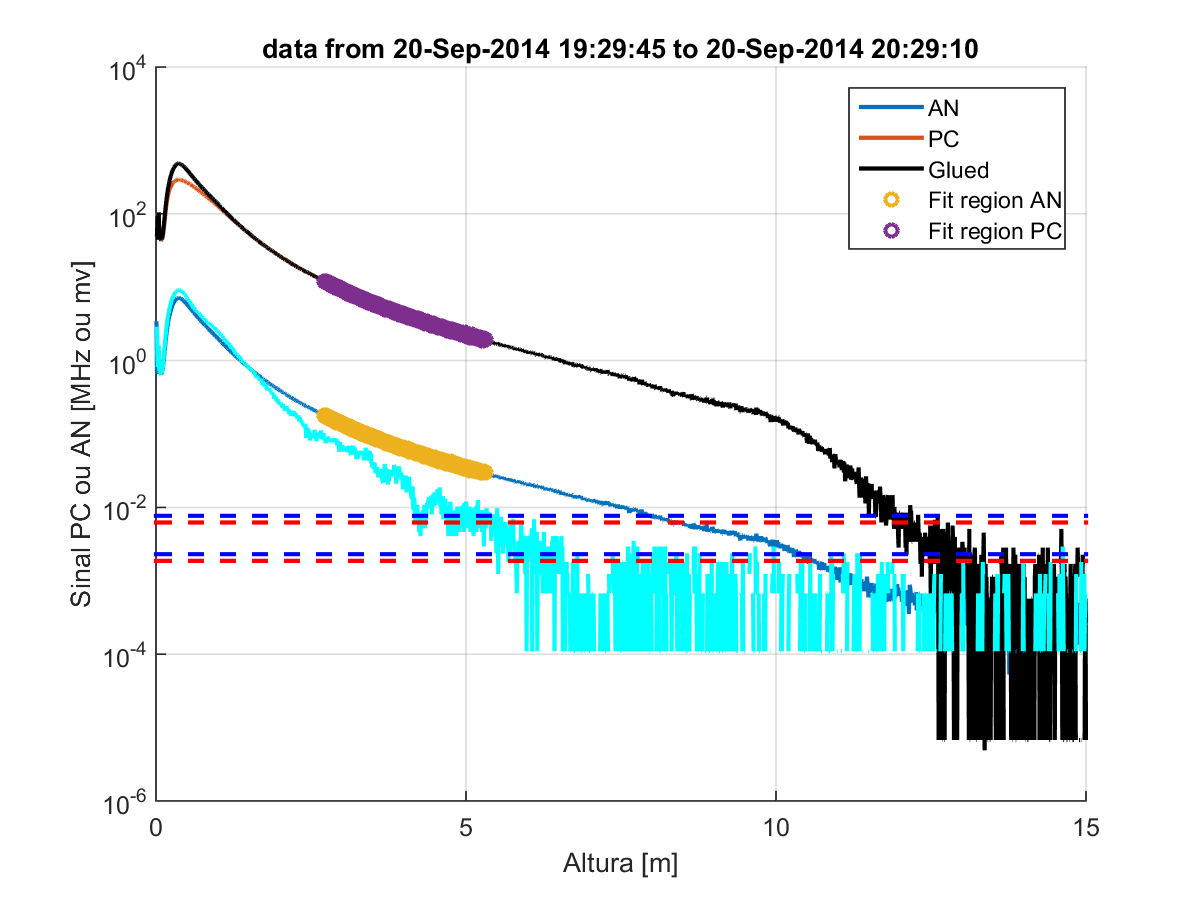 data from 20-Sep-2014 19:29:45 to 20-Sep-2014 20:29:10
AN
PC
Glued
Fit region AN
Fit region PC
Sinal PC ou AN [MHz ou mv]
10^4
10^2
10^0
10^-2
10^-4
10^-6
0 5 10 15
Altura [m]